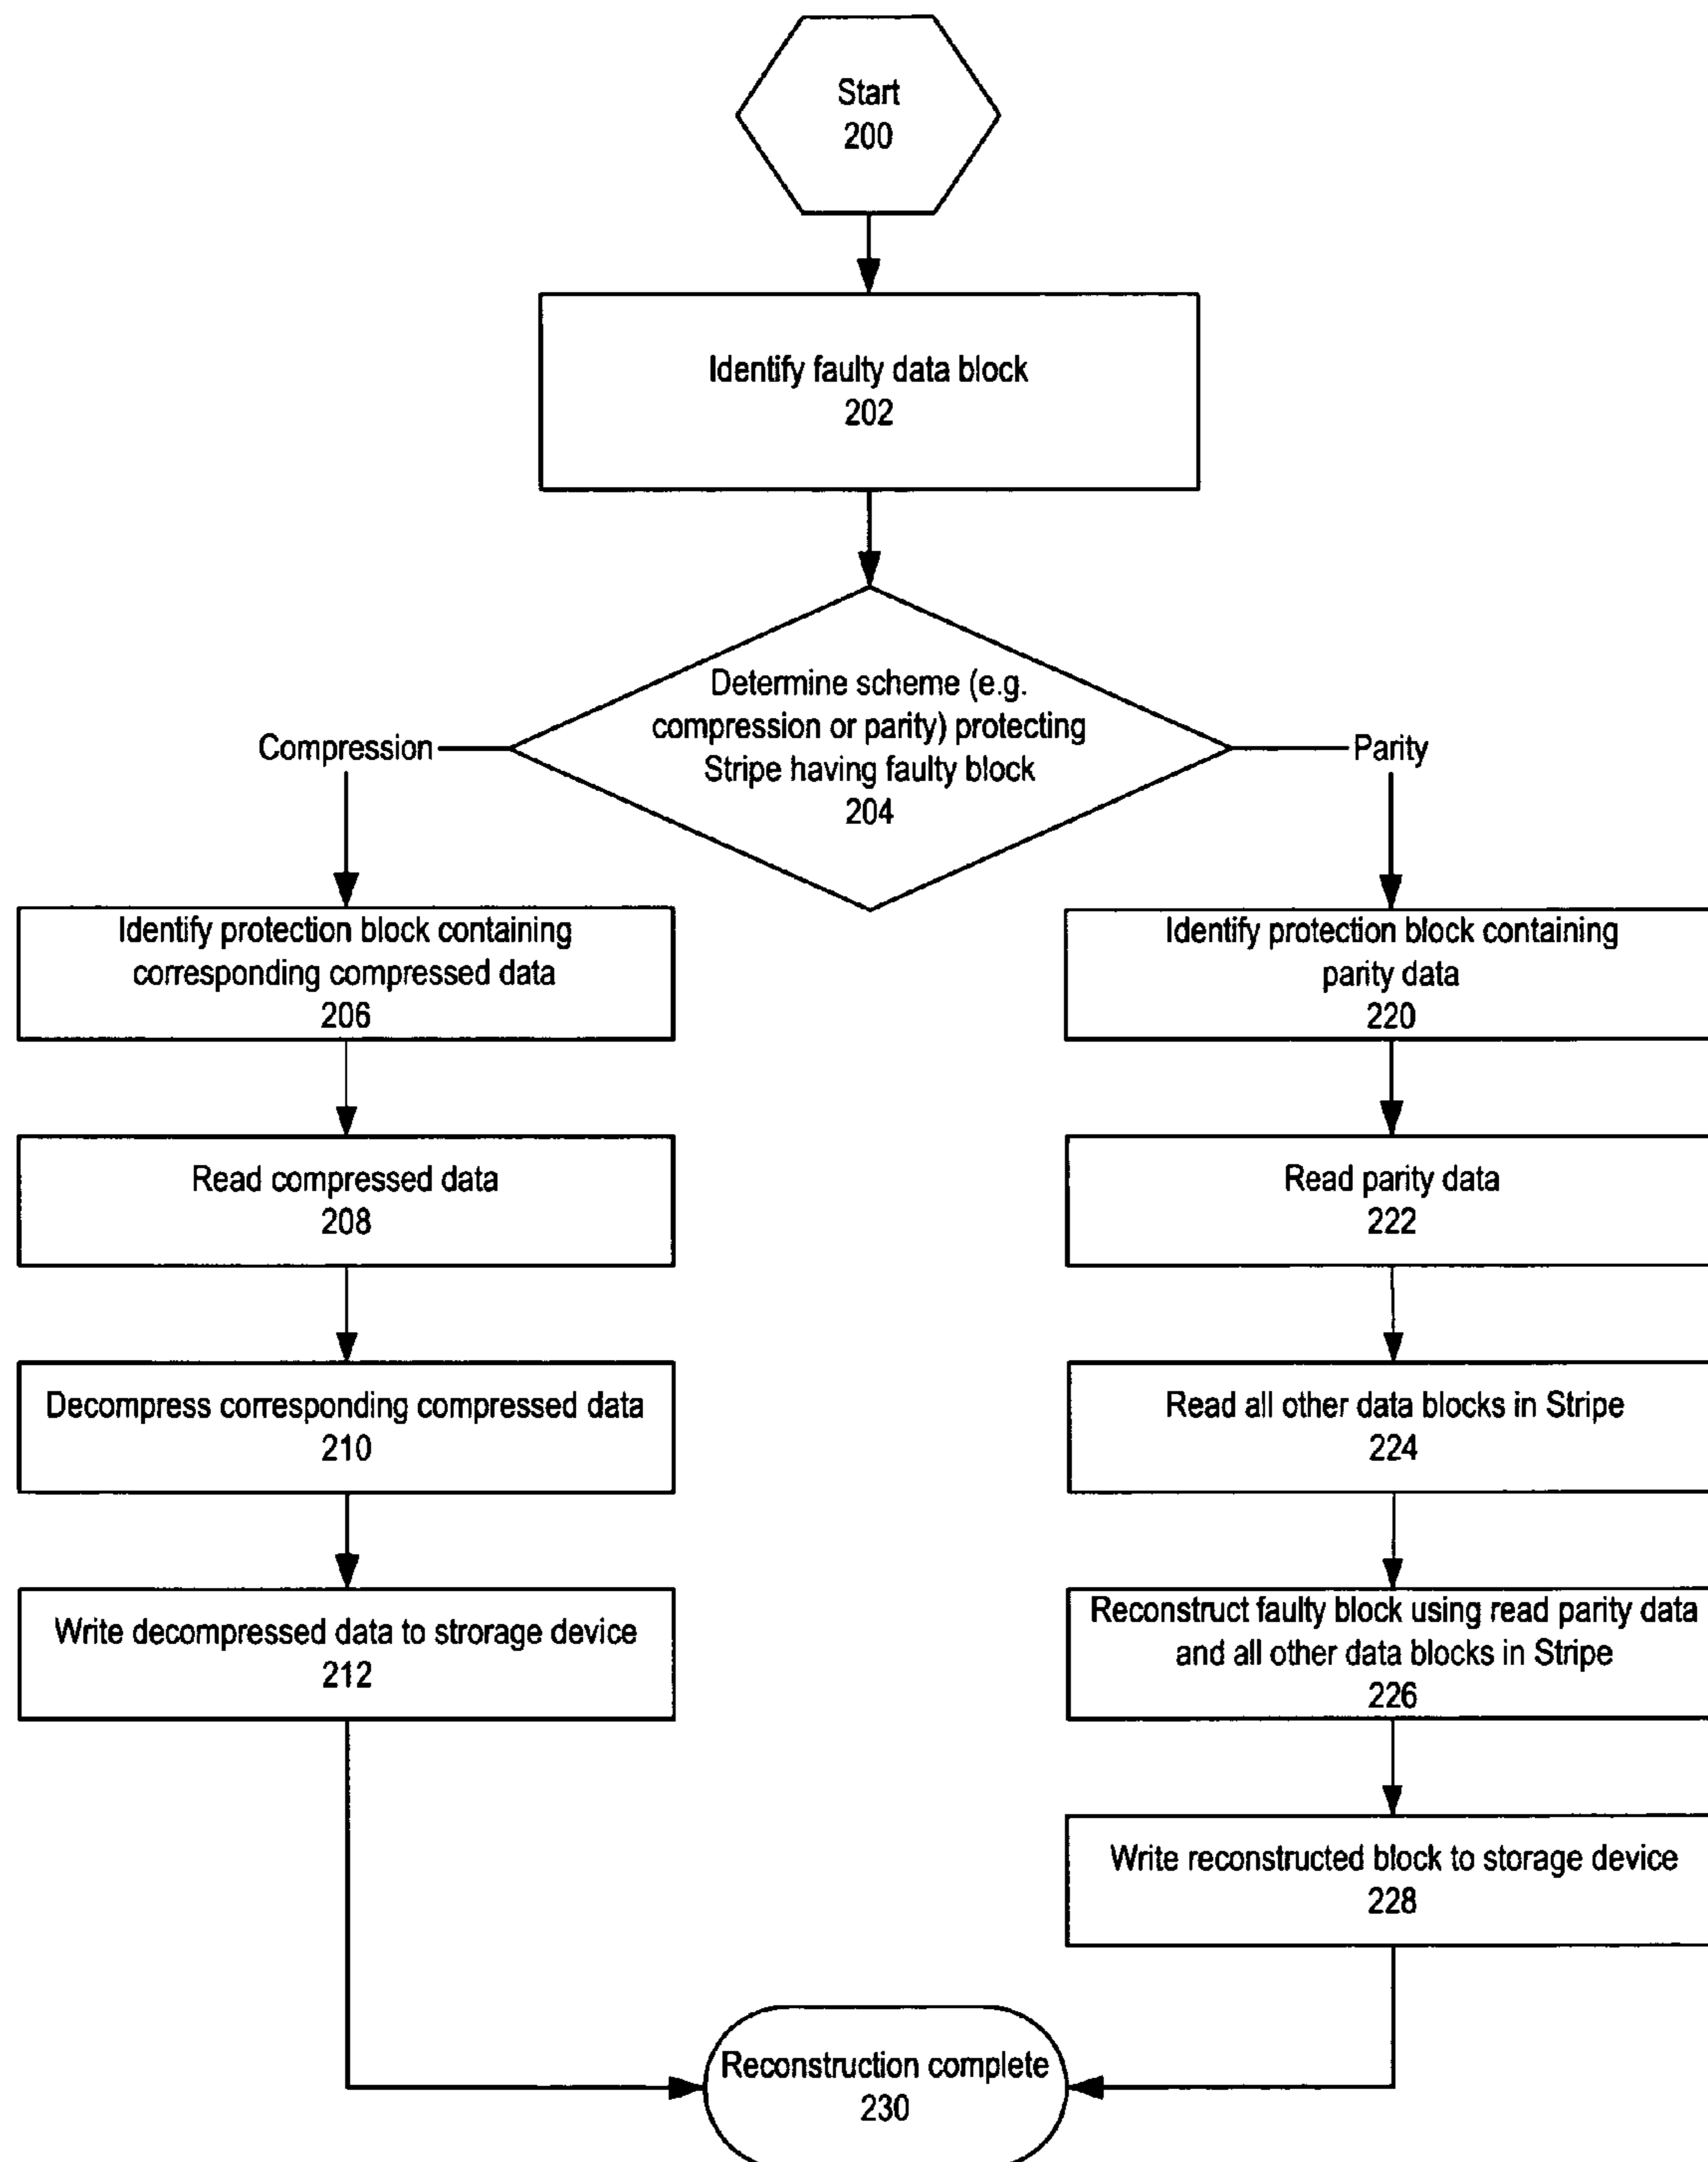 Start
200
Identify faulty data block
202
Determine scheme (e.g.
compression or parity) protecting
Stripe having faulty block
204
Compression
Parity
Identify protection block containing
corresponding compressed data
206
Identify protection block containing
parity data
220
Read compressed data
208
Read parity data
222
Decompress corresponding compressed data
210
Read all other data blocks in Stripe
224
Write decompressed data to strorage device
212
Reconstruct faulty block using read parity data
and all other data blocks in Stripe
226
Write reconstructed block to storage device
228
Reconstruction complete
230